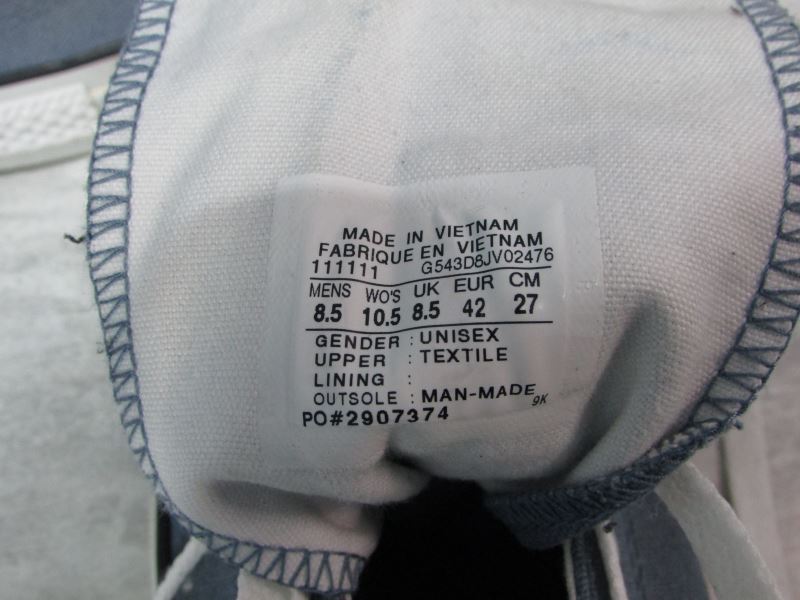 MADE IN VIETNAM
FABRIQUE EN VIETNAM
111111 G543D8JV02476
MENS WO'S UK EUR CM
8.5 10.5 8.5 42 27
GENDER : UNISEX
UPPER : TEXTILE
LINING :
OUTSOLE : MAN-MADE
9K
PO#2907374